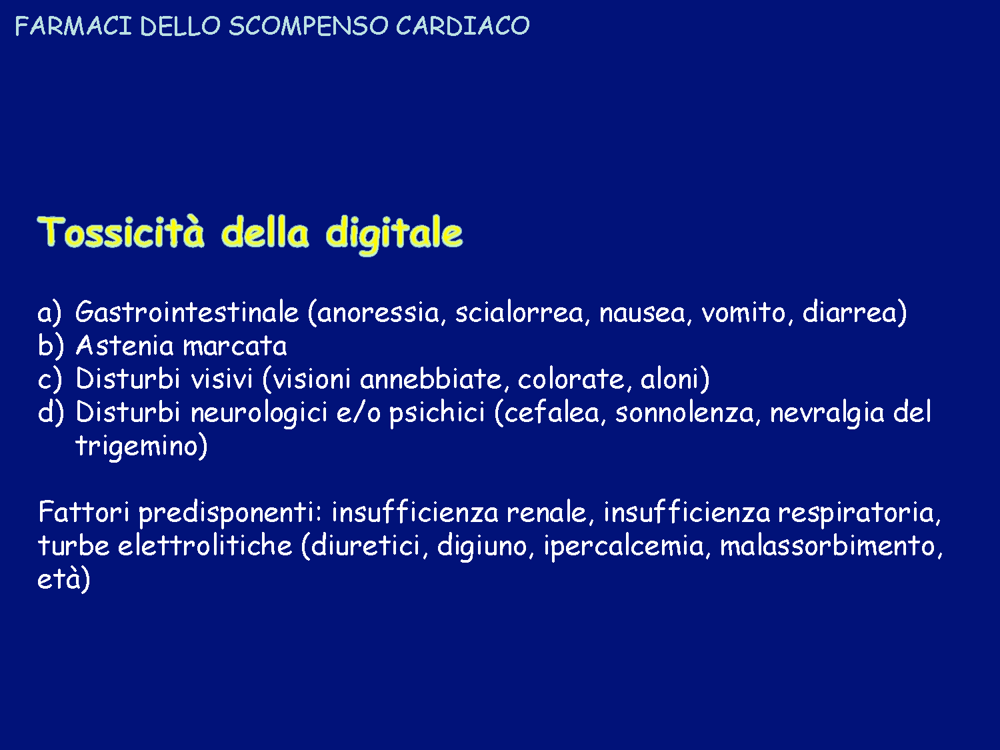 FARMACI DELLO SCOMPENSO CARDIACO
Tossicità della digitale
a) Gastrointestinale (anoressia, scialorrea, nausea, vomito, diarrea)
b) Astenia marcata
c) Disturbi visivi (visioni annebbiate, colorate, aloni)
d) Disturbi neurologici e/o psichici (cefalea, sonnolenza, nevralgia del
trigemino)
Fattori predisponenti: insufficienza renale, insufficienza respiratoria,
turbe elettrolitiche (diuretici, digiuno, ipercalcemia, malassorbimento,
età)